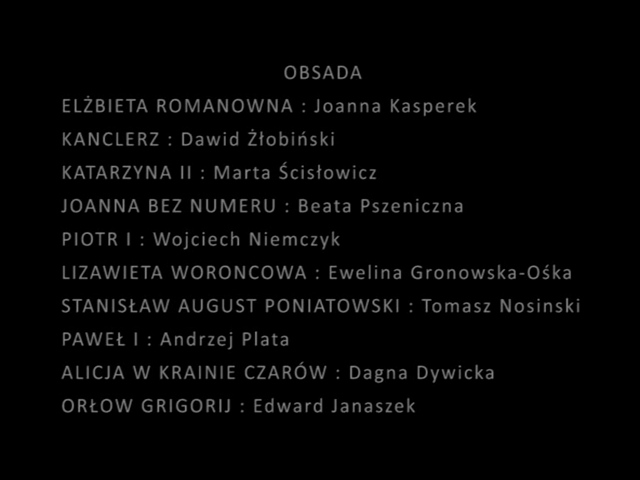 OBSADA
ELŻBIETA ROMANOWNA : Joanna Kasperek
KANCLERZ : Dawid Żłobiński
KATARZYNA II : Marta Ścisłowicz
JOANNA BEZ NUMERU : Beata Pszeniczna
PIOTR I : Wojciech Niemczyk
LIZAWIETA WORONCOWA : Ewelina Gronowska-Ośka
STANISŁAW AUGUST PONIATOWSKI : Tomasz Nosinski
PAWEŁ I : Andrzej Plata
ALICJA W KRAINIE CZARÓW : Dagna Dywicka
ORŁOW GRIGORIJ : Edward Janaszek